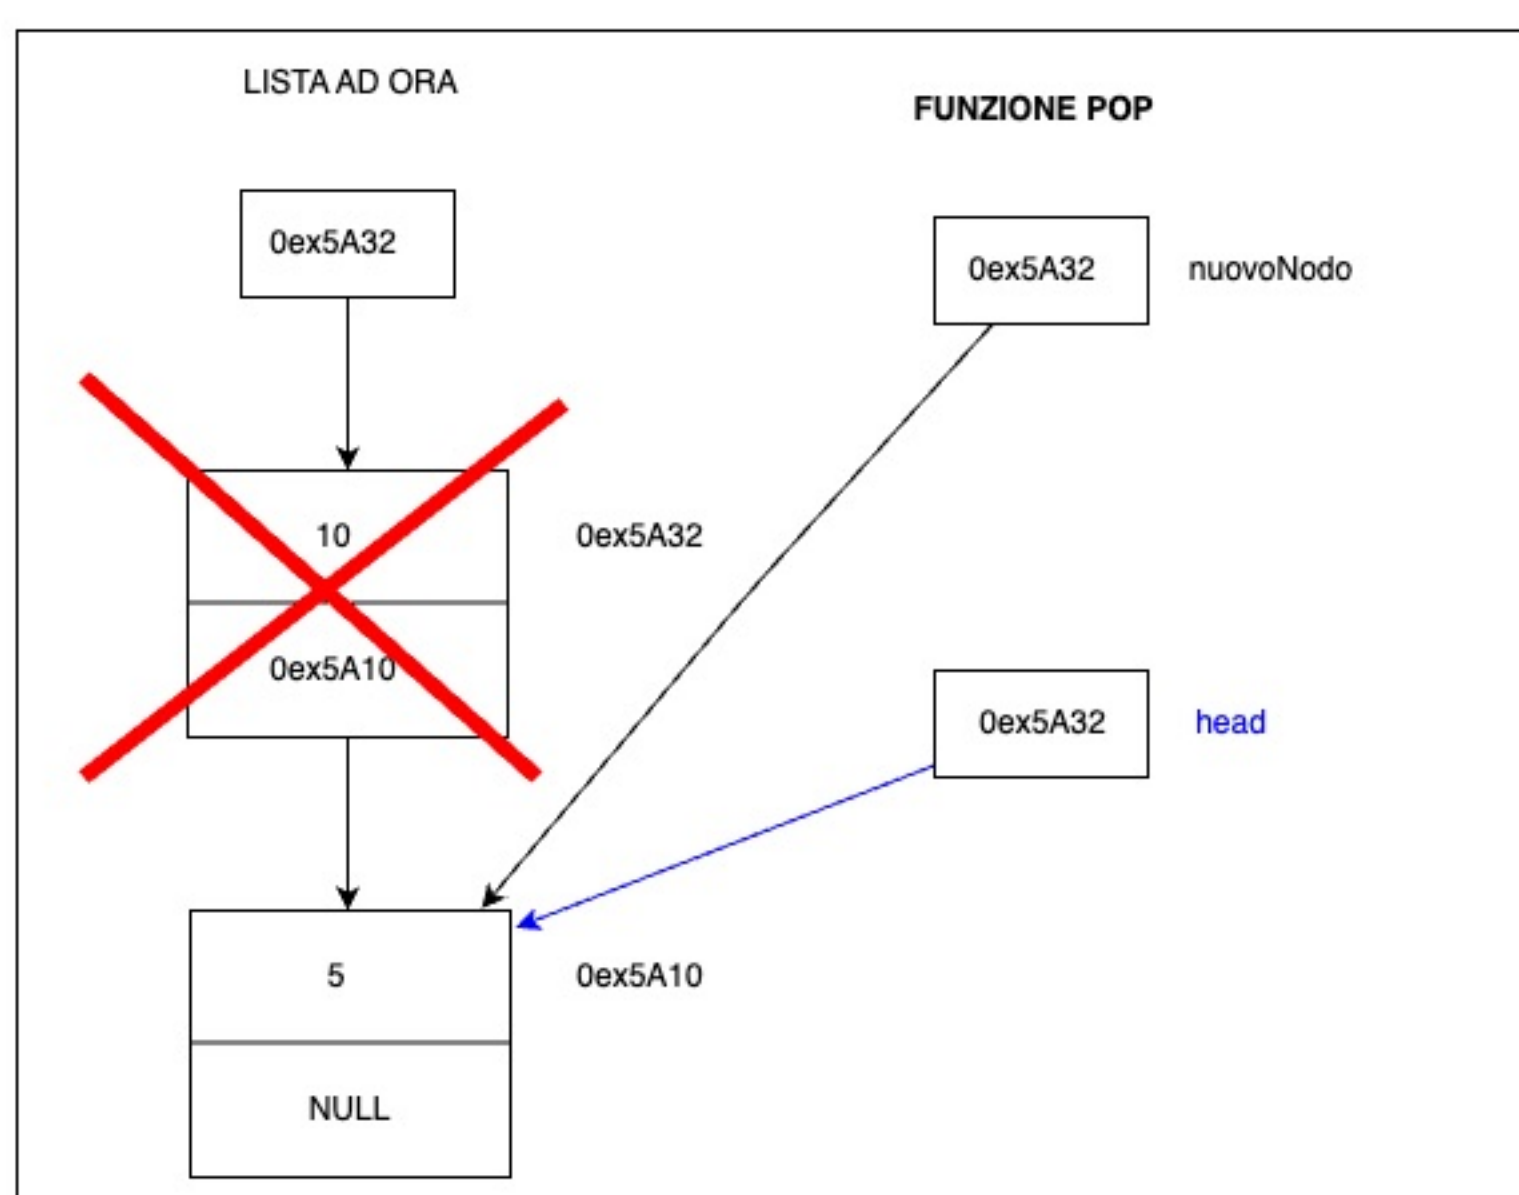 LISTA AD ORA
FUNZIONE POP
0ex5A32
0ex5A32 nuovoNodo
10
0ex5A32
0ex5A10
0ex5A32 head
5
0ex5A10
NULL